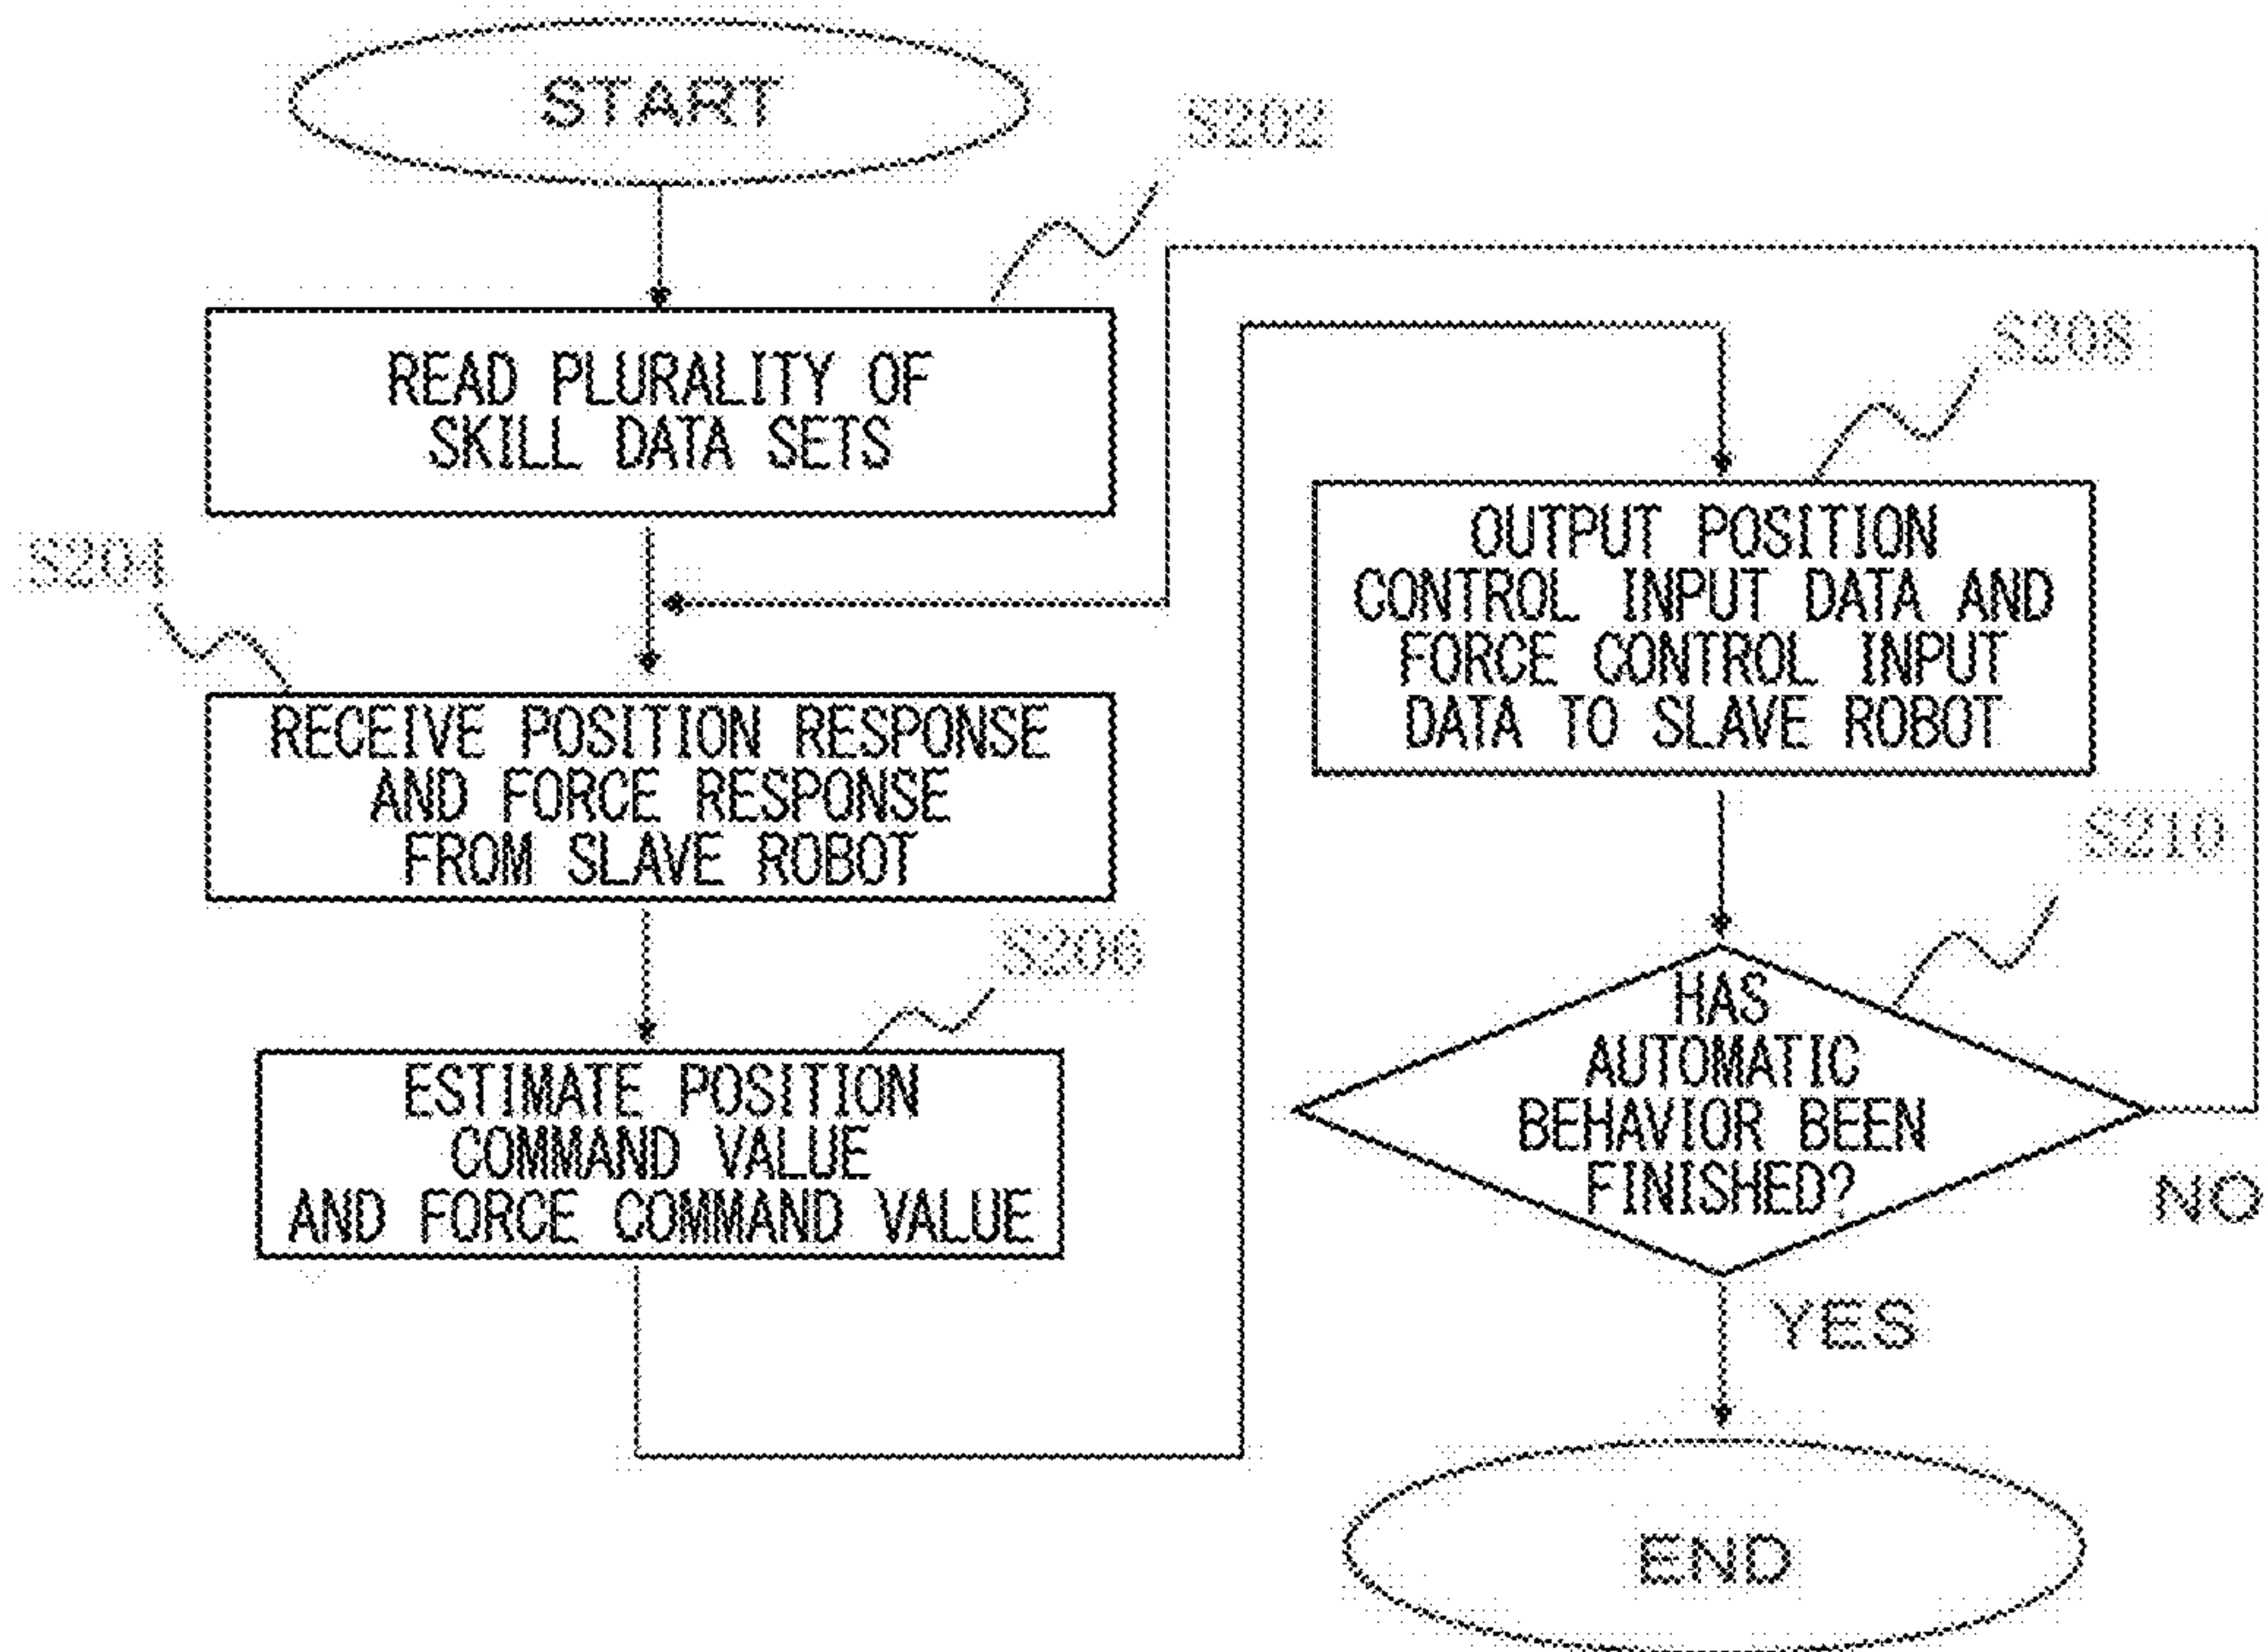 START
S202
READ PLURALITY OF
SKILL DATA SETS
S204
RECEIVE POSITION RESPONSE
AND FORCE RESPONSE
FROM SLAVE ROBOT
S206
ESTIMATE POSITION
COMMAND VALUE
AND FORCE COMMAND VALUE
S208
OUTPUT POSITION
CONTROL INPUT DATA AND
FORCE CONTROL INPUT
DATA TO SLAVE ROBOT
S210
HAS
AUTOMATIC
BEHAVIOR BEEN
FINISHED?
NO
YES
END